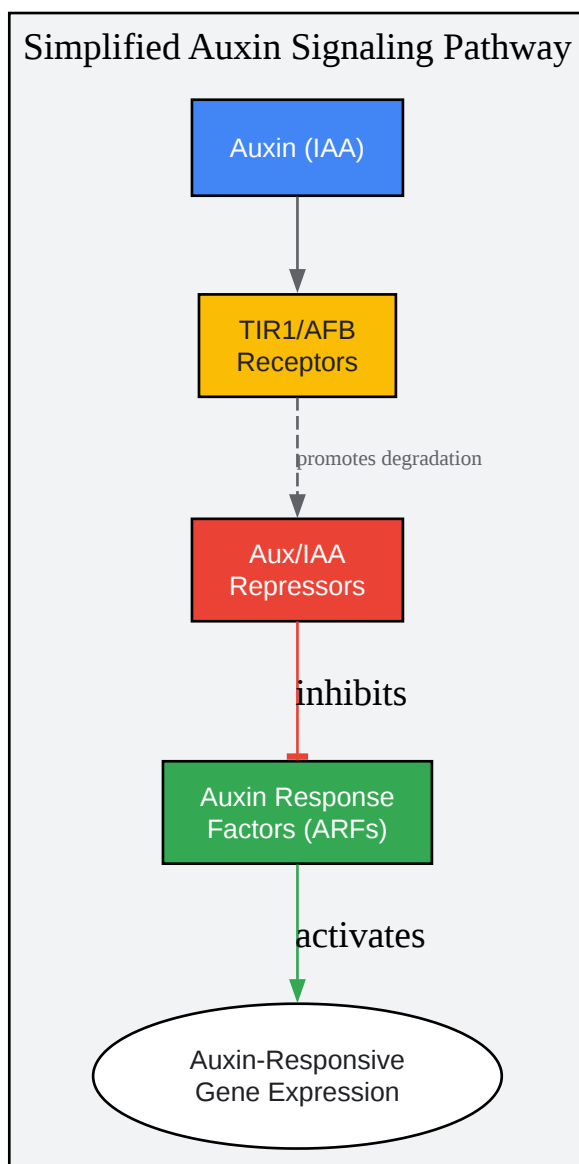 Simplified Auxin Signaling Pathway
Auxin (IAA)
TIR1/AFB
Receptors
promotes degradation
Aux/IAA
Repressors
inhibits
Auxin Response
Factors (ARFs)
activates
Auxin-Responsive
Gene Expression